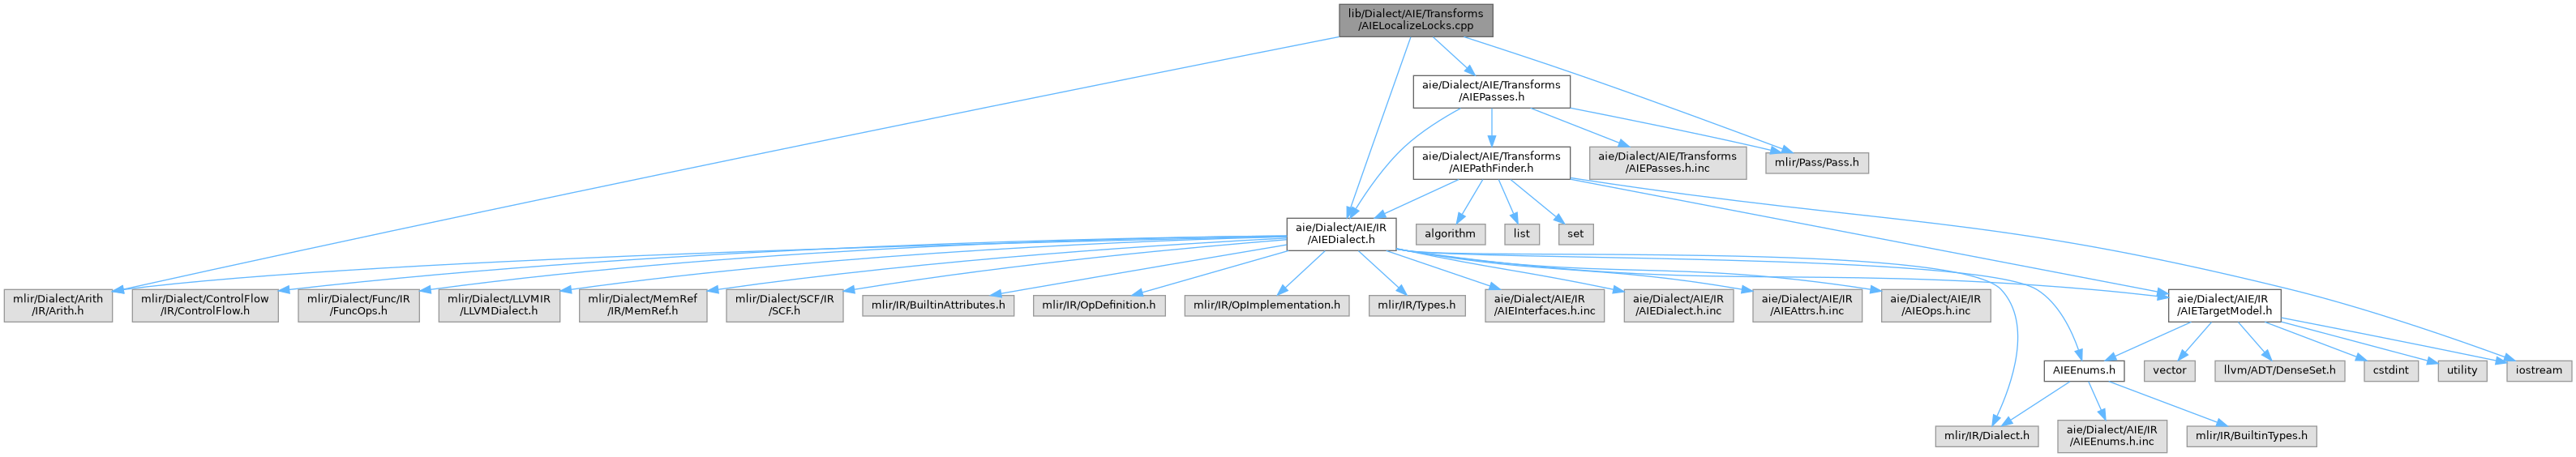 lib/Dialect/AIE/Transforms
/AIELocalizeLocks.cpp
aie/Dialect/AIE/Transforms
/AIEPasses.h
aie/Dialect/AIE/Transforms
/AIEPathFinder.h
aie/Dialect/AIE/Transforms
/AIEPasses.h.inc
mlir/Pass/Pass.h
aie/Dialect/AIE/IR
/AIEDialect.h
algorithm
list
set
mlir/Dialect/Arith
/IR/Arith.h
mlir/Dialect/ControlFlow
/IR/ControlFlow.h
mlir/Dialect/Func/IR
/FuncOps.h
mlir/Dialect/LLVMIR
/LLVMDialect.h
mlir/Dialect/MemRef
/IR/MemRef.h
mlir/Dialect/SCF/IR
/SCF.h
mlir/IR/BuiltinAttributes.h
mlir/IR/OpDefinition.h
mlir/IR/OpImplementation.h
mlir/IR/Types.h
aie/Dialect/AIE/IR
/AIEInterfaces.h.inc
aie/Dialect/AIE/IR
/AIEDialect.h.inc
aie/Dialect/AIE/IR
/AIEAttrs.h.inc
aie/Dialect/AIE/IR
/AIEOps.h.inc
aie/Dialect/AIE/IR
/AIETargetModel.h
AIEEnums.h
vector
llvm/ADT/DenseSet.h
cstdint
utility
iostream
mlir/IR/Dialect.h
aie/Dialect/AIE/IR
/AIEEnums.h.inc
mlir/IR/BuiltinTypes.h